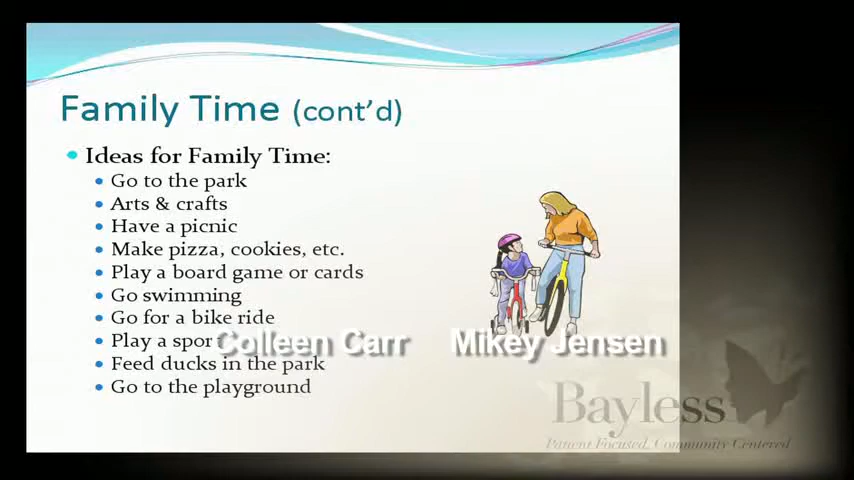 Family Time (cont'd)
Ideas for Family Time:
Go to the park
Arts & crafts
Have a picnic
Make pizza, cookies, etc.
Play a board game or cards
Go swimming
Go for a bike ride
Play a sport
Colleen Carr
Mikey Jensen
Feed ducks in the park
Go to the playground
Bayless
Patient Focused, Community Centered